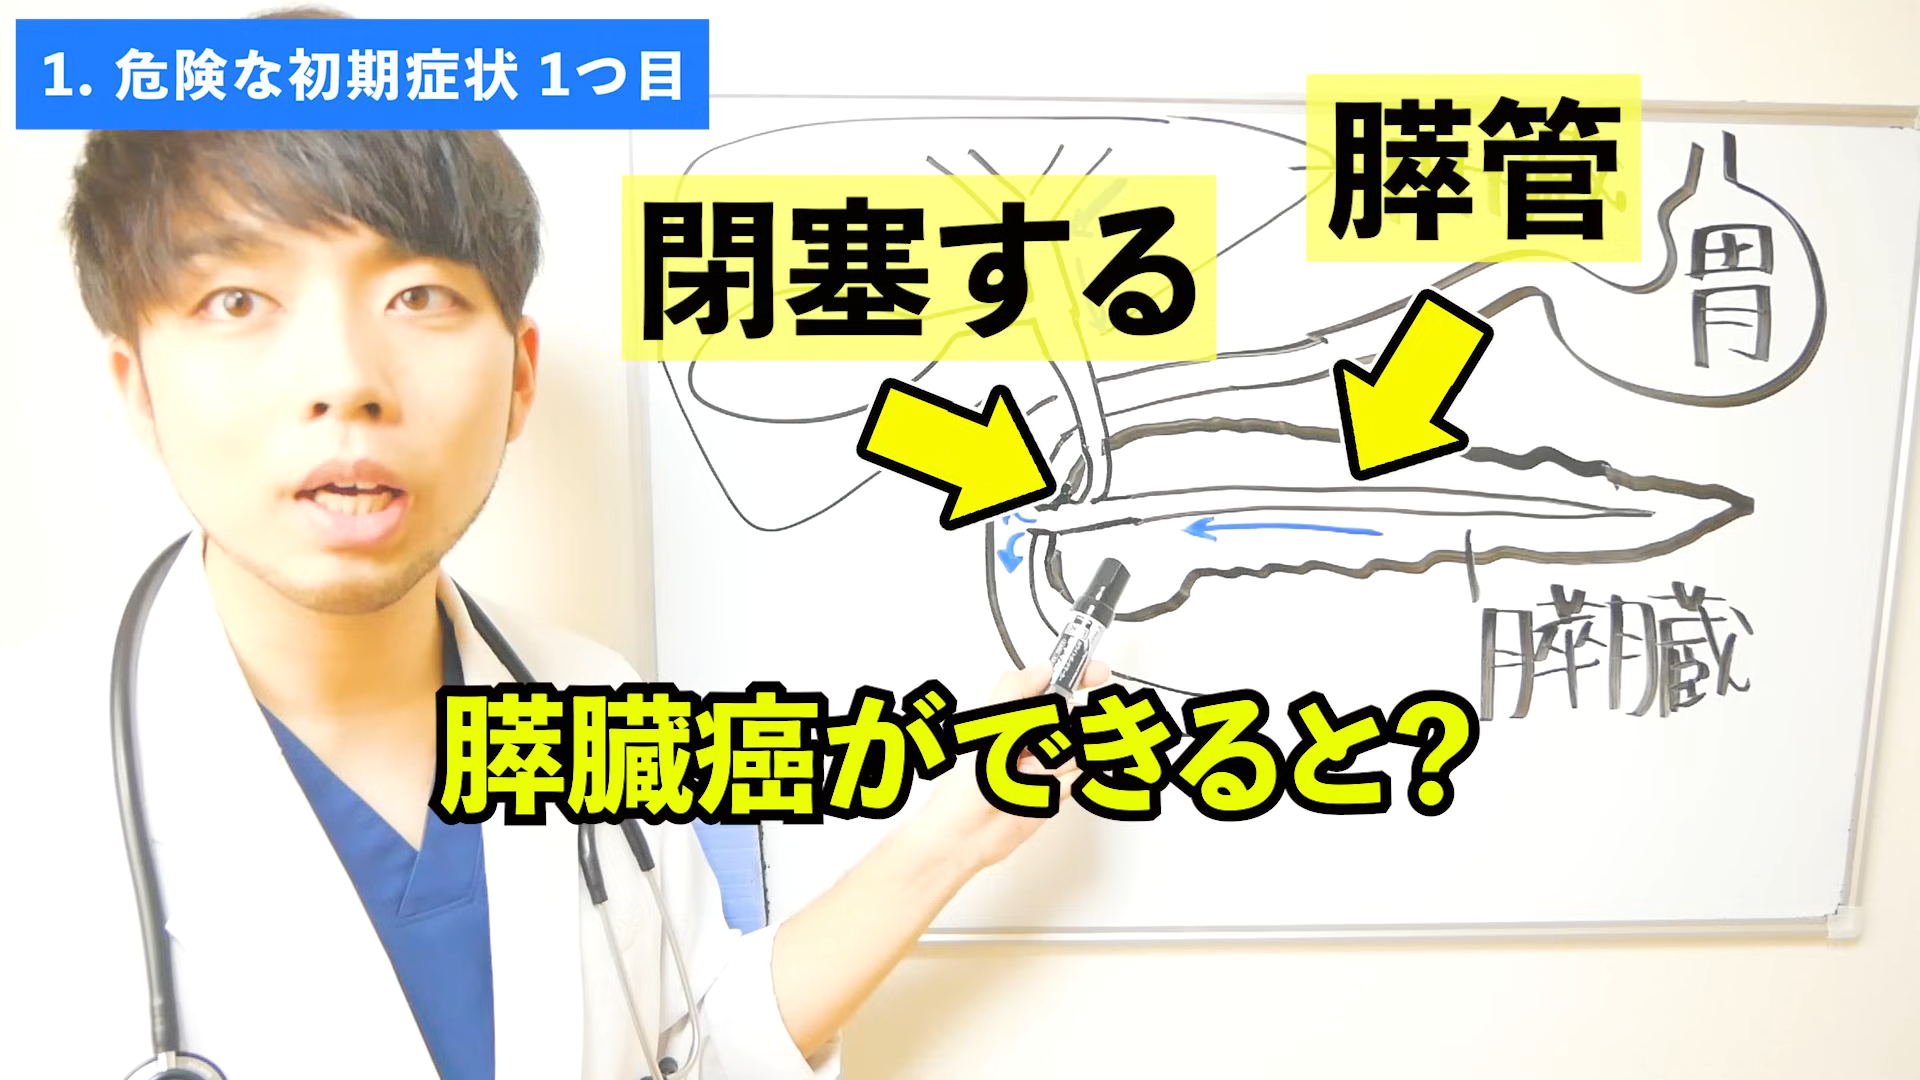 1. 危険な初期症状 1つ目
膵管
閉塞する
胃
膵臓
膵臓癌ができると?